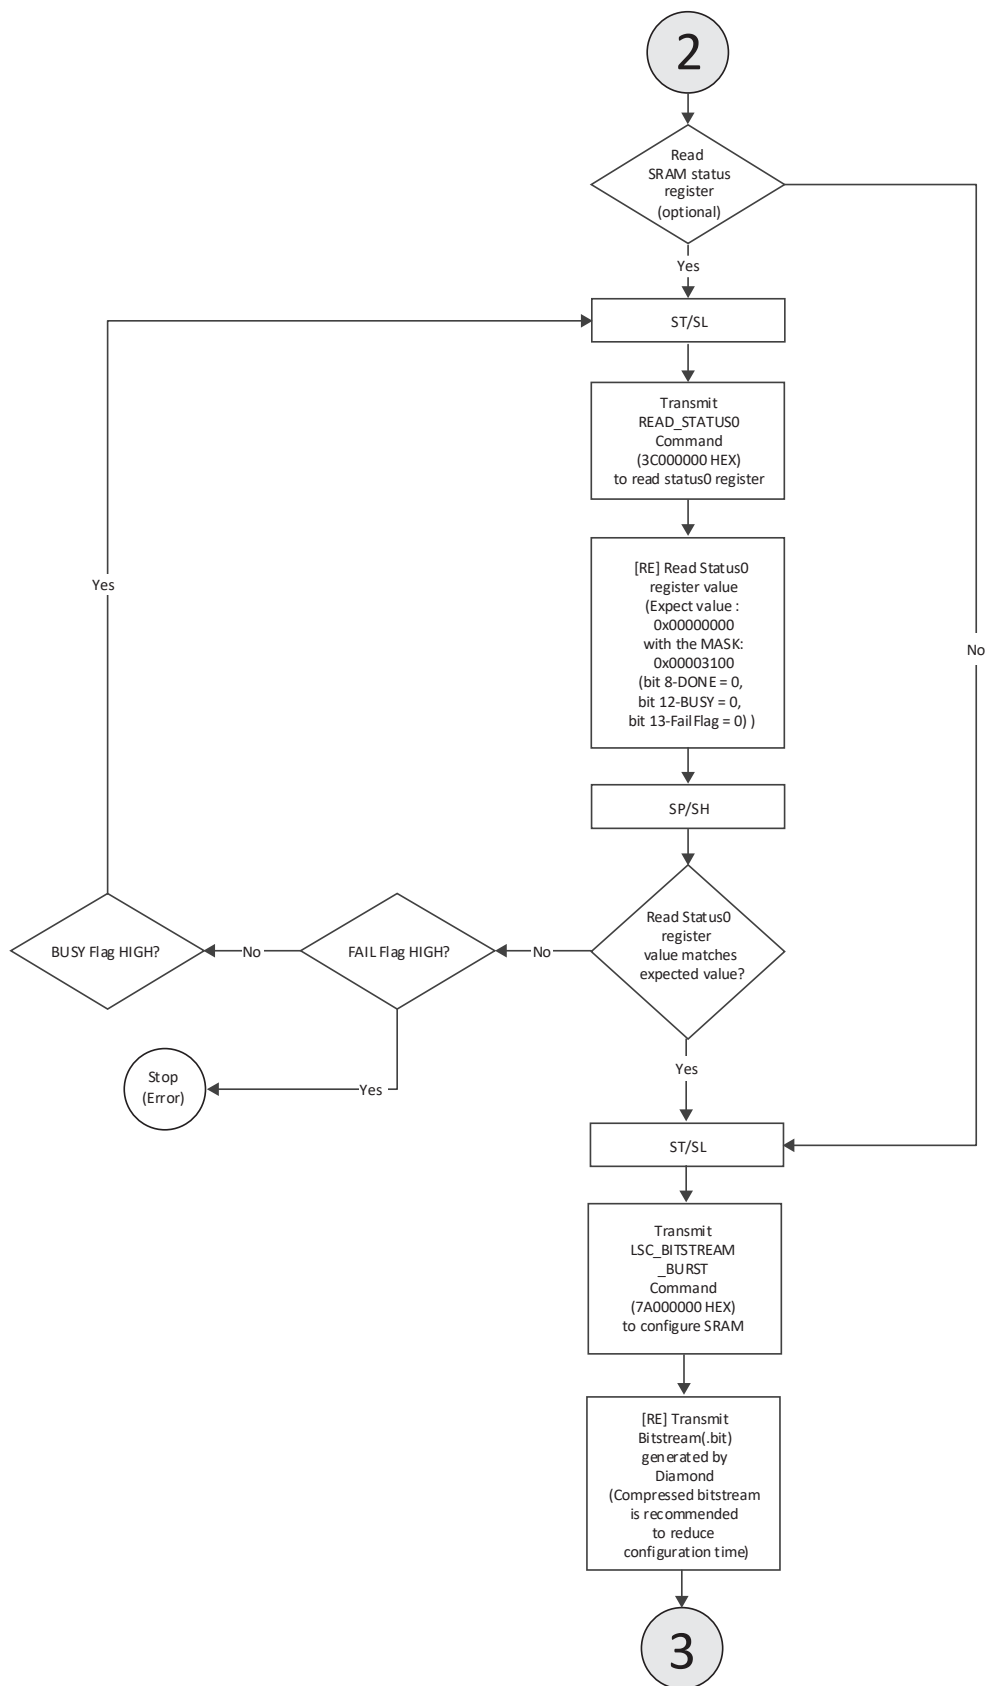 2
Read
SRAM status
register
(optional)
Yes
ST/SL
Transmit
READ_STATUS0
Command
(3C000000 HEX)
to read status0 register
Yes
[RE] Read Status0
register value
(Expect value :
0x00000000
with the MASK:
0x00003100
(bit 8-DONE = 0,
bit 12-BUSY = 0,
bit 13-Fail Flag = 0) )
No
SP/SH
Read Status0
register
value matches
expected value?
No
FAIL Flag HIGH?
No
BUSY Flag HIGH?
Yes
Stop
(Error)
Yes
ST/SL
Transmit
LSC_BITSTREAM
_BURST
Command
(7A000000 HEX)
to configure SRAM
[RE] Transmit
Bitstream(.bit)
generated by
Diamond
(Compressed bitstream
is recommended
to reduce
configuration time)
3